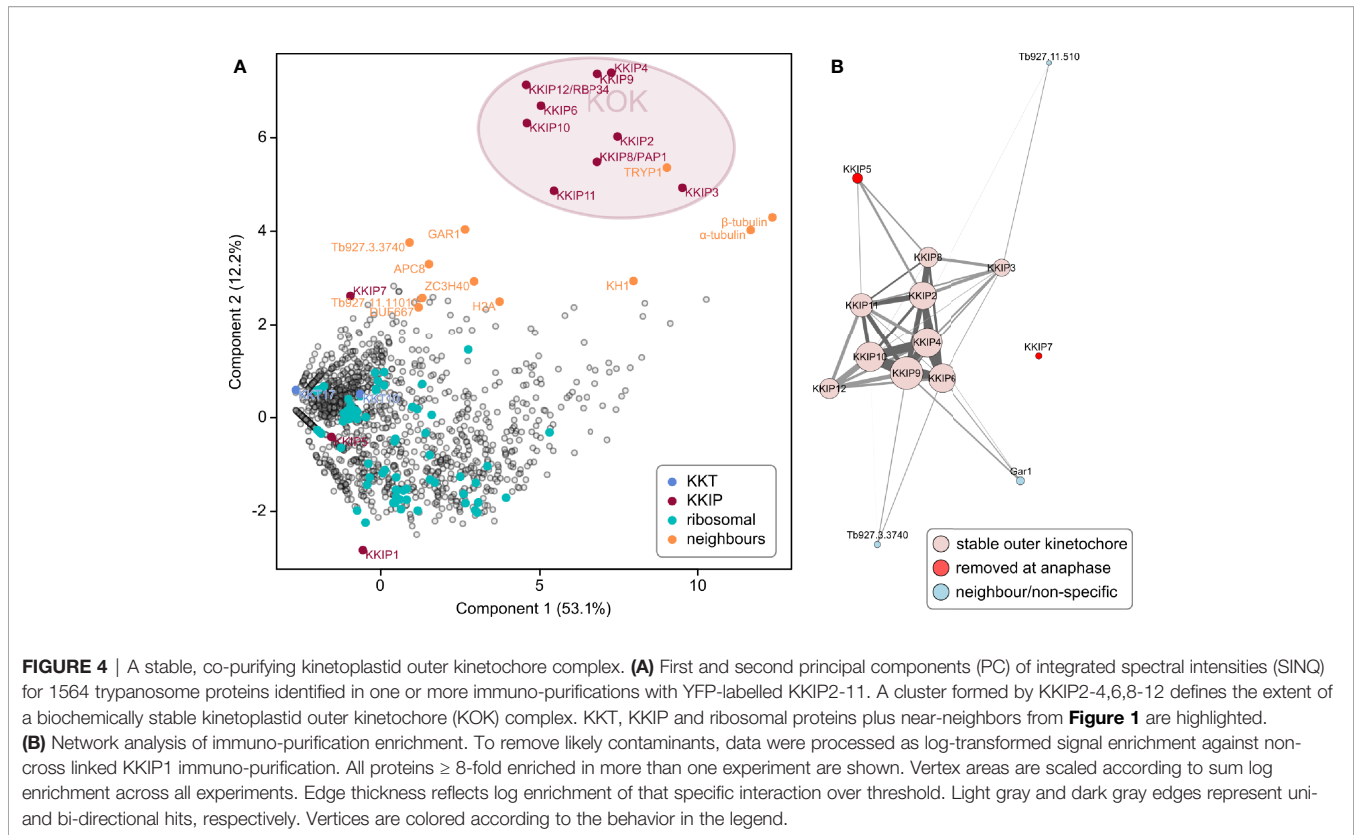 A
KKIP4
KKIP9
KKIP12/RBP34
KOK
KKIP6
KKIP10
KKIP2
KKIP8/PAP1
TRYP1
KKIP11
KKIP3
β-tubulin
α-tubulin
GAR1
Tb927.3.3740
APC8
ZC3H40
KH1
KKIP7
Tb927.11.1101
DUF667
H2A
KKIP1
6
4
2
0
-2
Component 2 (12.2%)
0
5
10
Component 1 (53.1%)
KKT
KKIP
ribosomal
neighbours
B
Tb927.11.510
KKIP5
KKIP8
KKIP3
KKIP2
KKIP11
KKIP4
KKIP7
KKIP10
KKIP9
KKIP6
KKIP12
Gar1
Tb927.3.3740
stable outer kinetochore
removed at anaphase
neighbour/non-specific
FIGURE 4 | A stable, co-purifying kinetoplastid outer kinetochore complex. (A) First and second principal components (PC) of integrated spectral intensities (SINQ)
for 1564 trypanosome proteins identified in one or more immuno-purifications with YFP-labelled KKIP2-11. A cluster formed by KKIP2-4,6,8-12 defines the extent of
a biochemically stable kinetoplastid outer kinetochore (KOK) complex. KKT, KKIP and ribosomal proteins plus near-neighbors from Figure 1 are highlighted.
(B) Network analysis of immuno-purification enrichment. To remove likely contaminants, data were processed as log-transformed signal enrichment against non-
cross linked KKIP1 immuno-purification. All proteins ≥ 8-fold enriched in more than one experiment are shown. Vertex areas are scaled according to sum log
enrichment across all experiments. Edge thickness reflects log enrichment of that specific interaction over threshold. Light gray and dark gray edges represent uni-
and bi-directional hits, respectively. Vertices are colored according to the behavior in the legend.